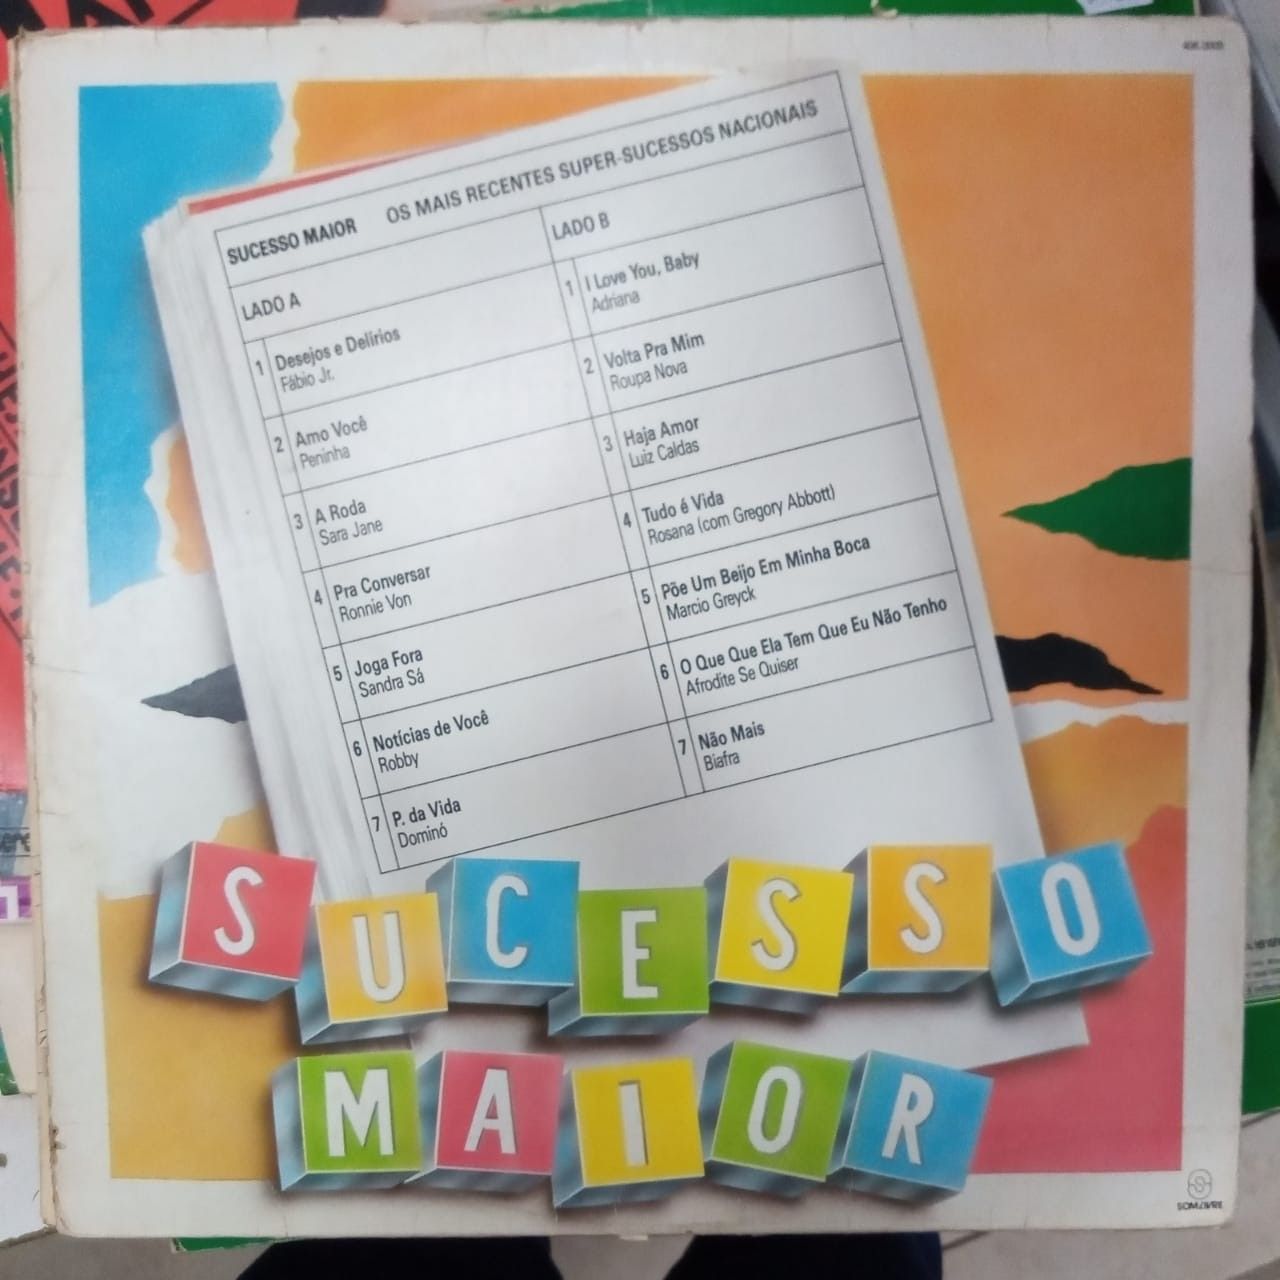 SUCESSO MAIOR OS MAIS RECENTES SUPER-SUCESSOS NACIONAIS
LADO A
1 Desejos e Delírios
Fábio Jr.
2 Amo Você
Peninha
3 A Roda
Sara Jane
4 Pra Conversar
Ronnie Von
5 Joga Fora
Sandra Sá
6 Notícias de Você
Robby
7 P. da Vida
Dominó
LADO B
1 I Love You, Baby
Adriana
2 Volta Pra Mim
Roupa Nova
3 Haja Amor
Luiz Caldas
4 Tudo é Vida
Rosana (com Gregory Abbott)
5 Põe Um Beijo Em Minha Boca
Marcio Greyck
6 O Que Que Ela Tem Que Eu Não Tenho
Afrodite Se Quiser
7 Não Mais
Biafra
SUCESSO
MAIOR
SOM LIVRE